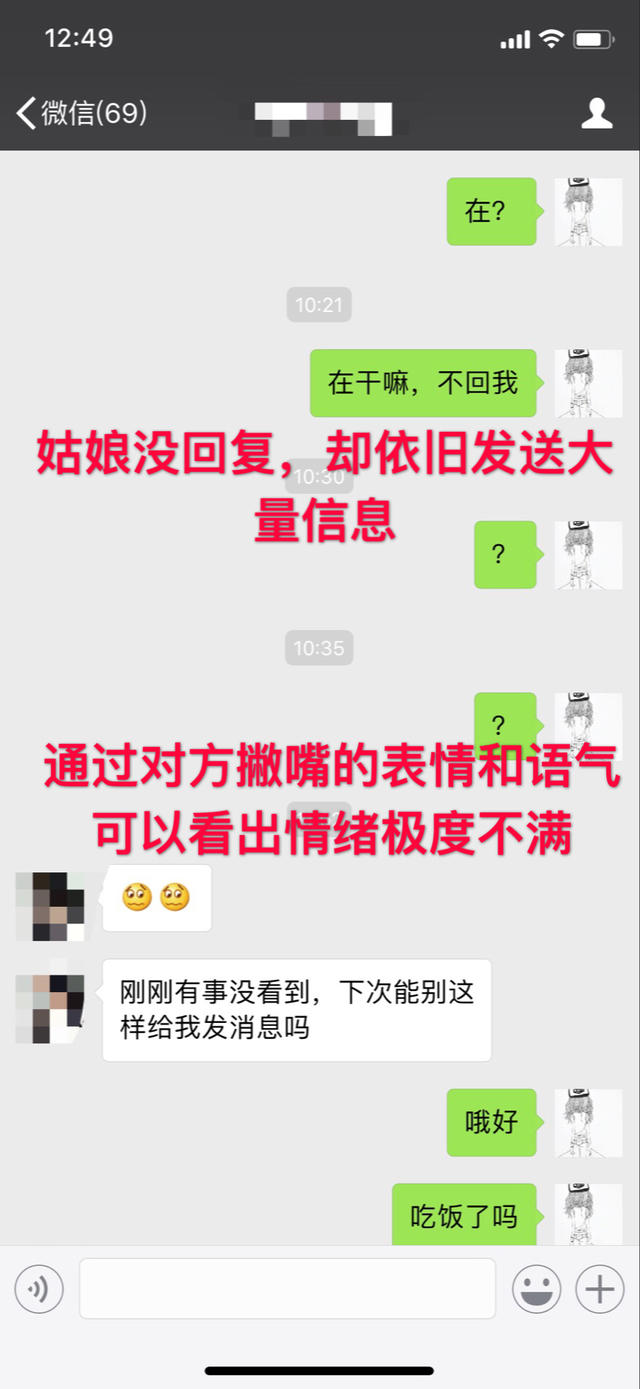 12:49
微信(69)
在?
10:21
在干嘛，不回我
姑娘没回复，却依旧发送大
10:30
量信息
?
10:35
?
通过对方撇嘴的表情和语气
可以看出情绪极度不满
刚刚有事没看到，下次能别这
样给我发消息吗
哦好
吃饭了吗